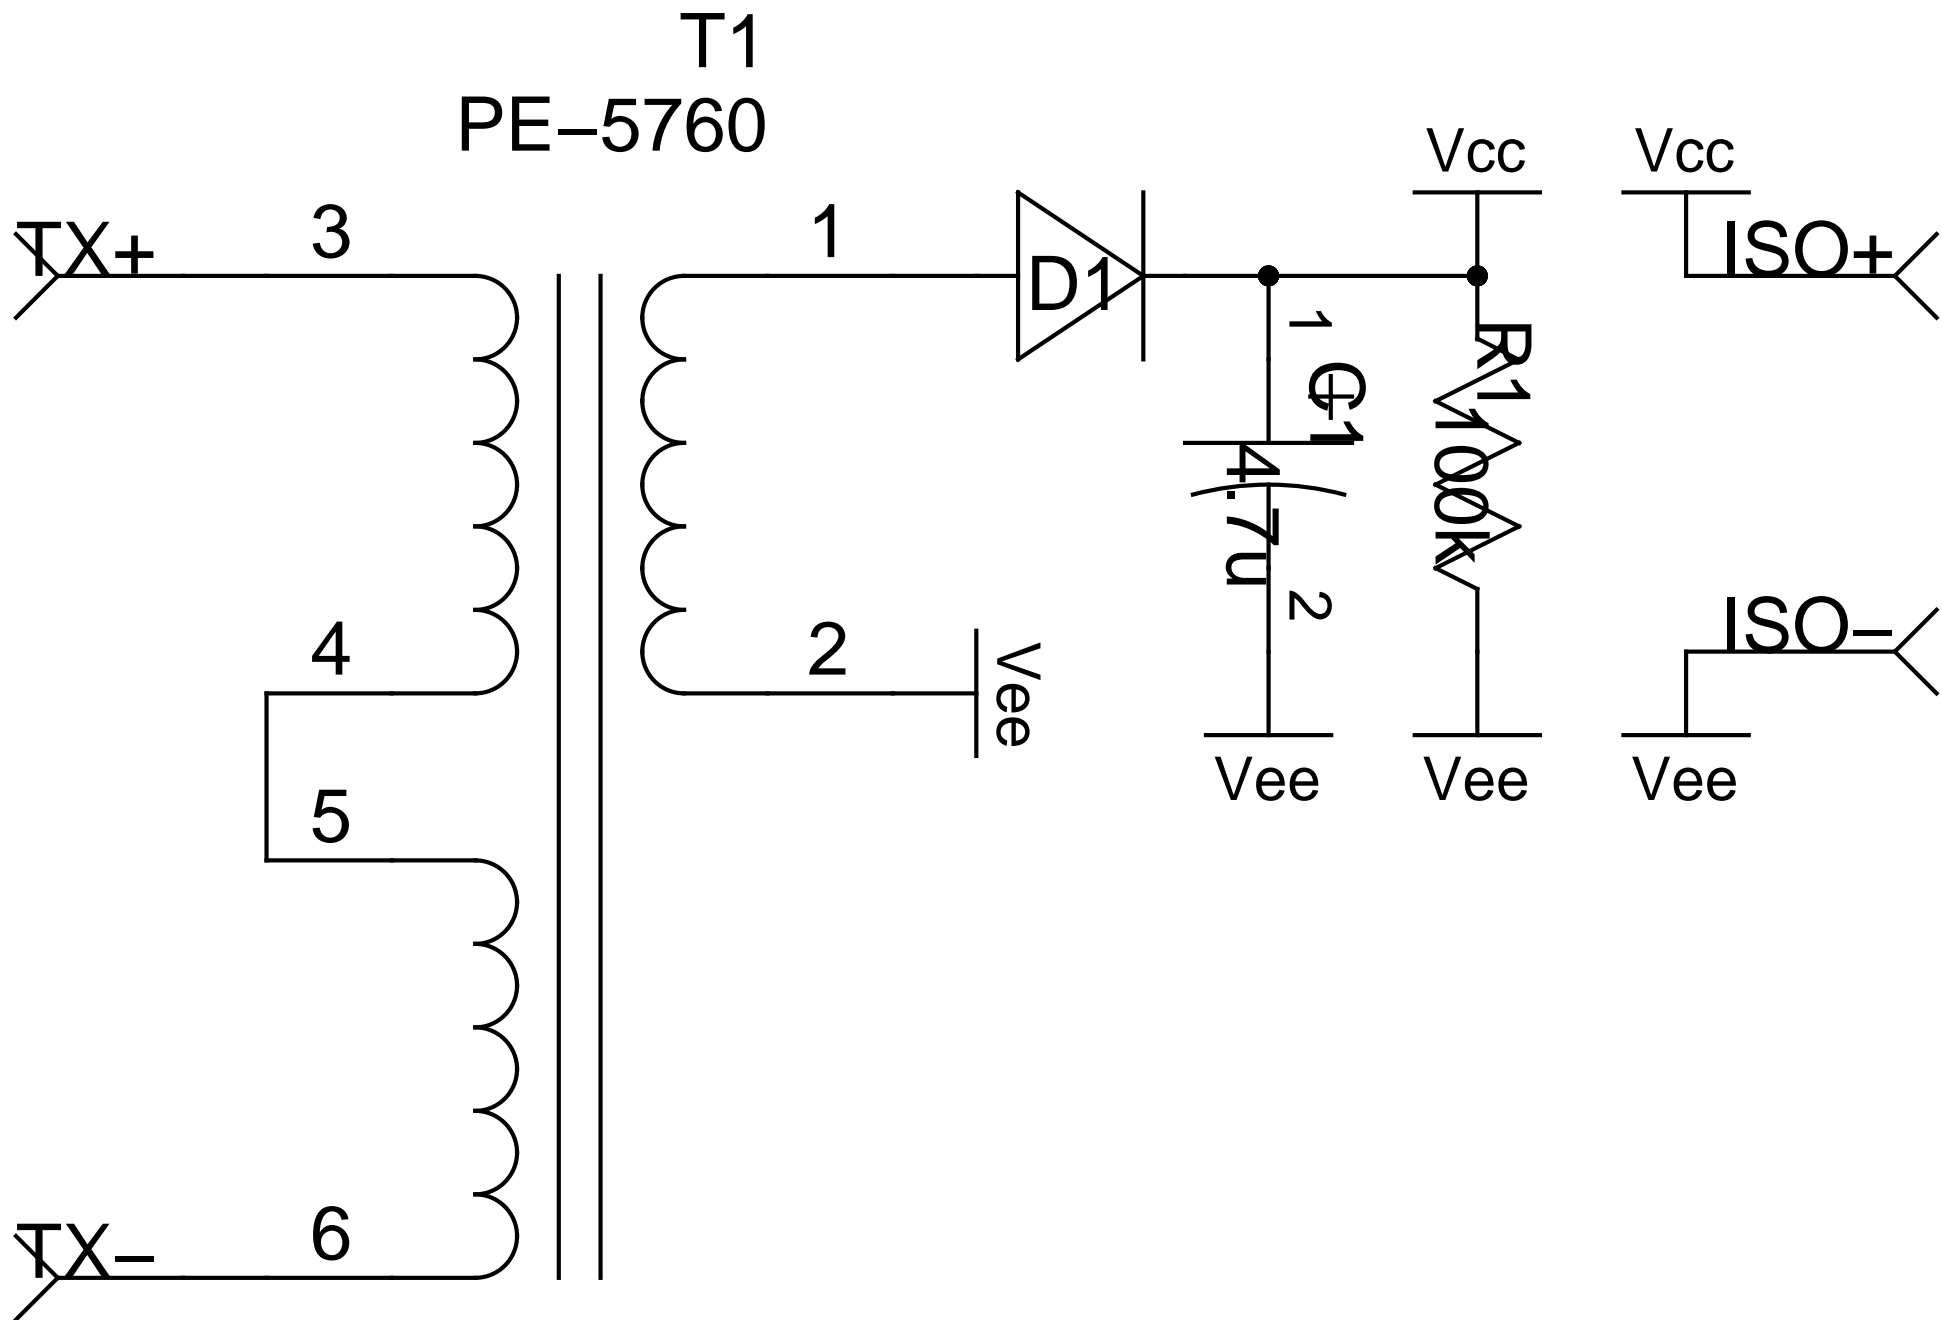 T1
PE–5760
Vcc
Vcc
TX+
3
1
D1
ISO+
1
C1
+
4.7u
2
R1
100k
4
2
Vee
ISO–
Vee
Vee
Vee
5
TX–
6